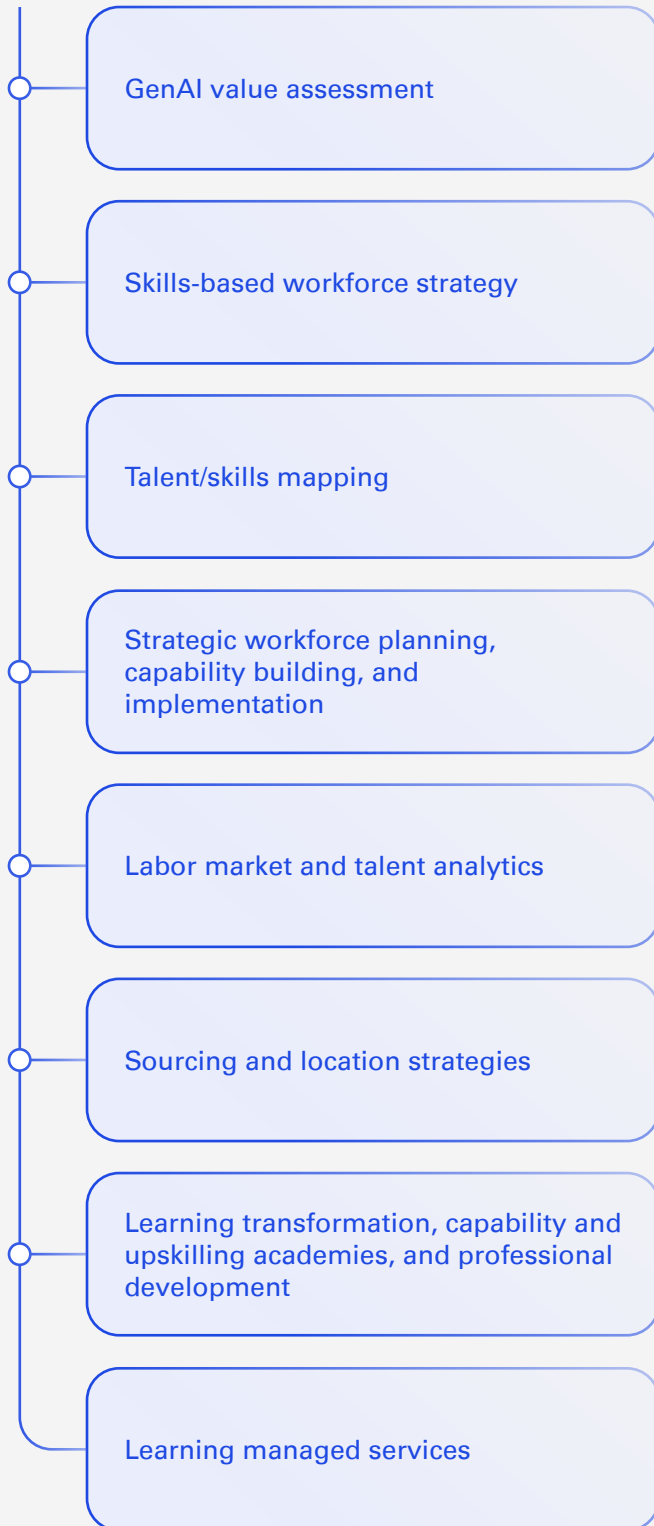 GenAI value assessment
Skills-based workforce strategy
Talent/skills mapping
Strategic workforce planning,
capability building, and
implementation
Labor market and talent analytics
Sourcing and location strategies
Learning transformation, capability and
upskilling academies, and professional
development
Learning managed services